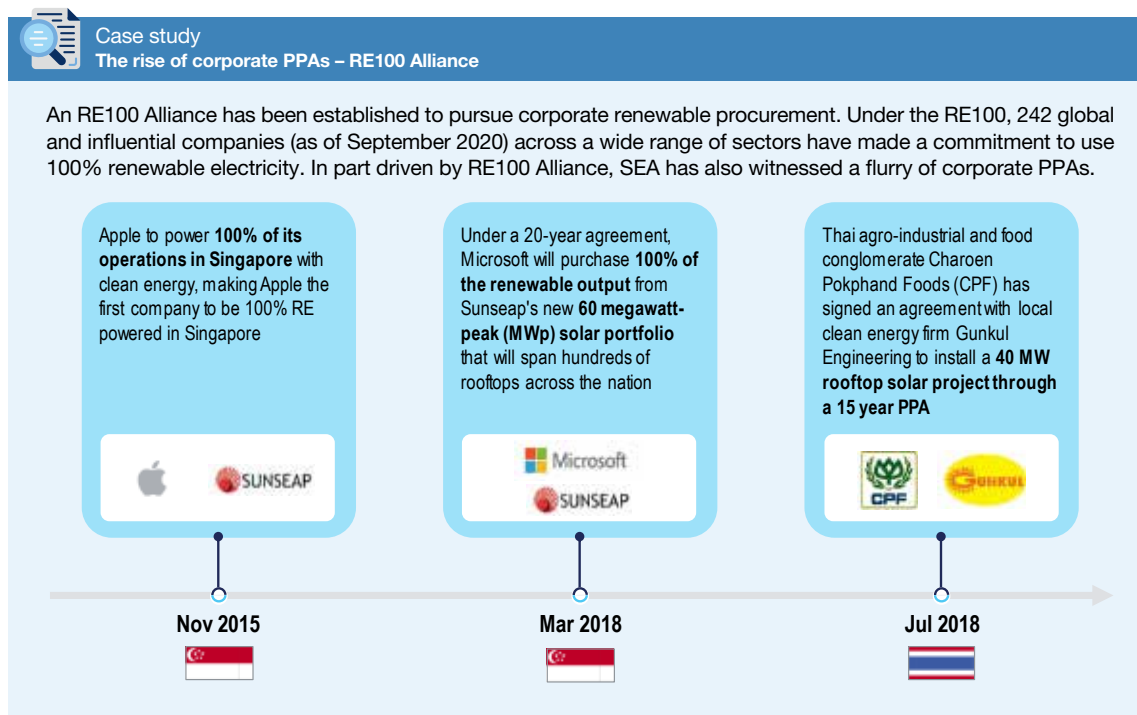 Case study
The rise of corporate PPAs – RE100 Alliance
An RE100 Alliance has been established to pursue corporate renewable procurement. Under the RE100, 242 global
and influential companies (as of September 2020) across a wide range of sectors have made a commitment to use
100% renewable electricity. In part driven by RE100 Alliance, SEA has also witnessed a flurry of corporate PPAs.
Apple to power 100% of its
operations in Singapore with
clean energy, making Apple the
first company to be 100% RE
powered in Singapore
SUNSEAP
Nov 2015
Under a 20-year agreement,
Microsoft will purchase 100% of
the renewable output from
Sunseap's new 60 megawatt-
peak (MWp) solar portfolio
that will span hundreds of
rooftops across the nation
Microsoft
SUNSEAP
Mar 2018
Thai agro-industrial and food
conglomerate Charoen
Pokphand Foods (CPF) has
signed an agreement with local
clean energy firm Gunkul
Engineering to install a 40 MW
rooftop solar project through
a 15 year PPA
CPF
GUNKUL
Jul 2018